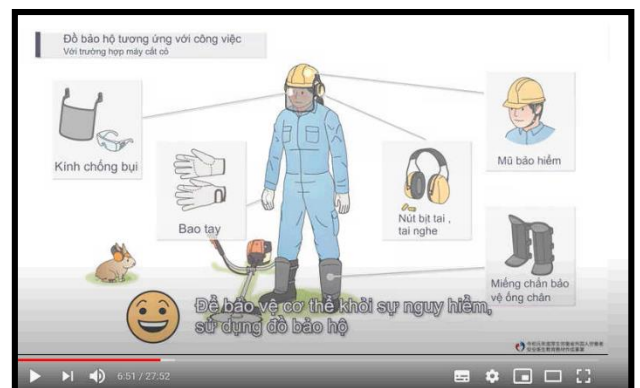 Đồ bảo hộ tương ứng với công việc
Với trường hợp máy cắt cỏ
Kính chống bụi
Bao tay
Nút bịt tai ,
tai nghe
Mũ bảo hiểm
Miếng chắn bảo
vệ ống chân
Để bảo vệ cơ thể khỏi sự nguy hiểm,
sử dụng đồ bảo hộ
6:51 / 27:52